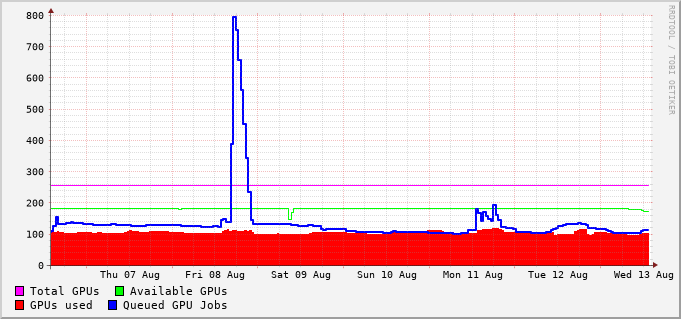 800
700
600
500
400
300
200
100
0
Thu 07 Aug Fri 08 Aug Sat 09 Aug Sun 10 Aug Mon 11 Aug Tue 12 Aug Wed 13 Aug
Total GPUs Available GPUs
GPUs used Queued GPU Jobs
RRDTOOL / TOBI OETIKER